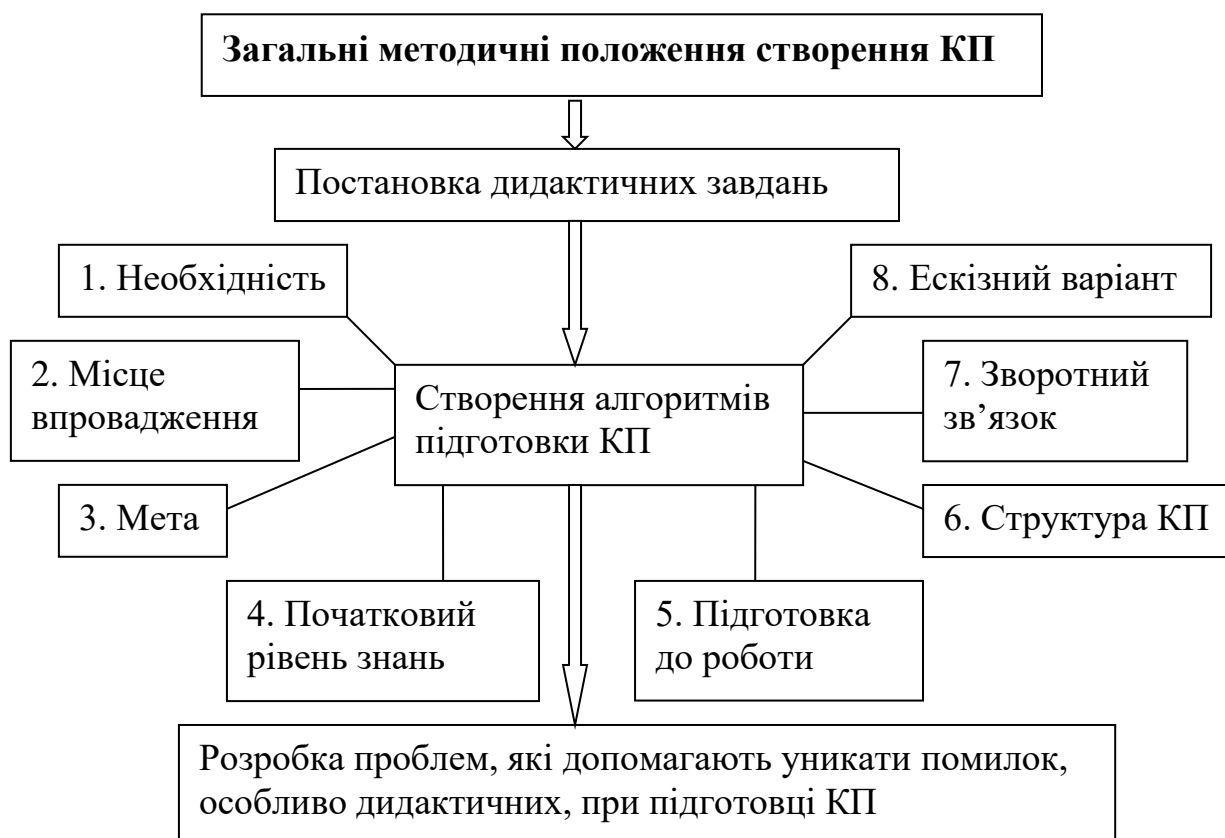 Загальні методичні положення створення КП
Постановка дидактичних завдань
1. Необхідність
2. Місце
впровадження
3. Мета
4. Початковий
рівень знань
5. Підготовка
до роботи
6. Структура КП
7. Зворотний
зв’язок
8. Ескізний варіант
Створення алгоритмів
підготовки КП
Розробка проблем, які допомагають уникати помилок,
особливо дидактичних, при підготовці КП